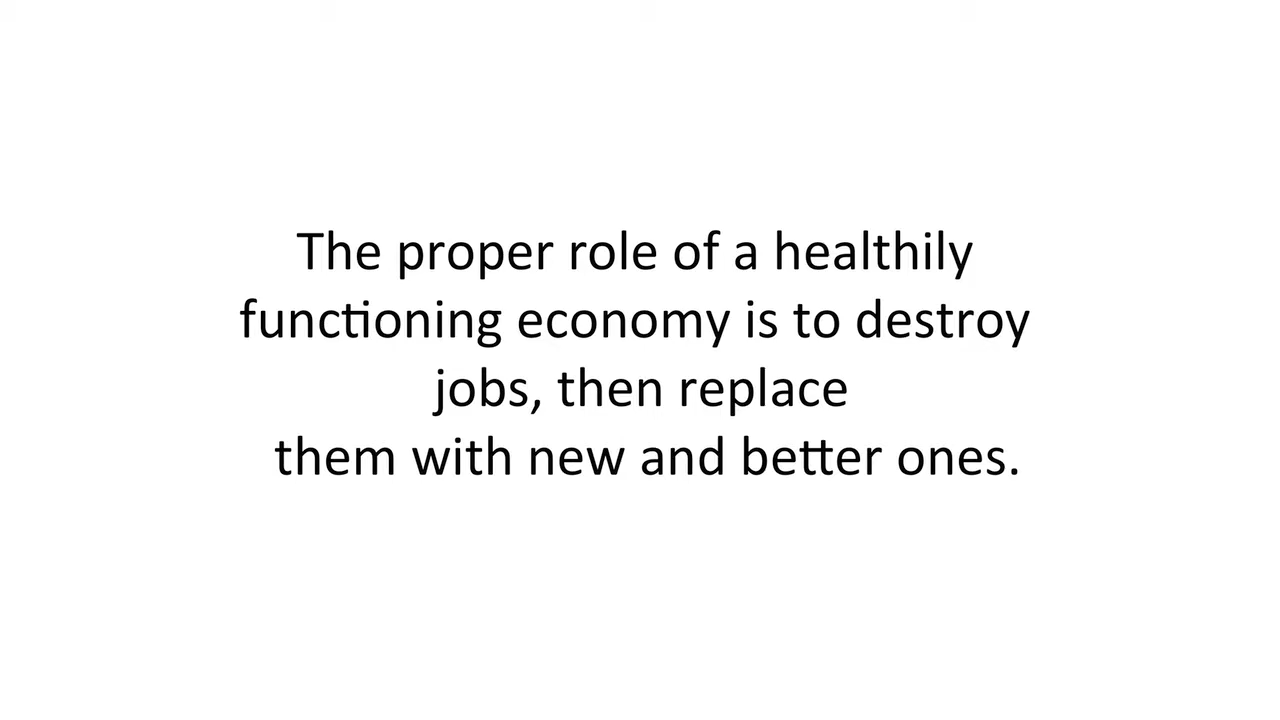 The proper role of a healthily
functioning economy is to destroy
jobs, then replace
them with new and better ones.